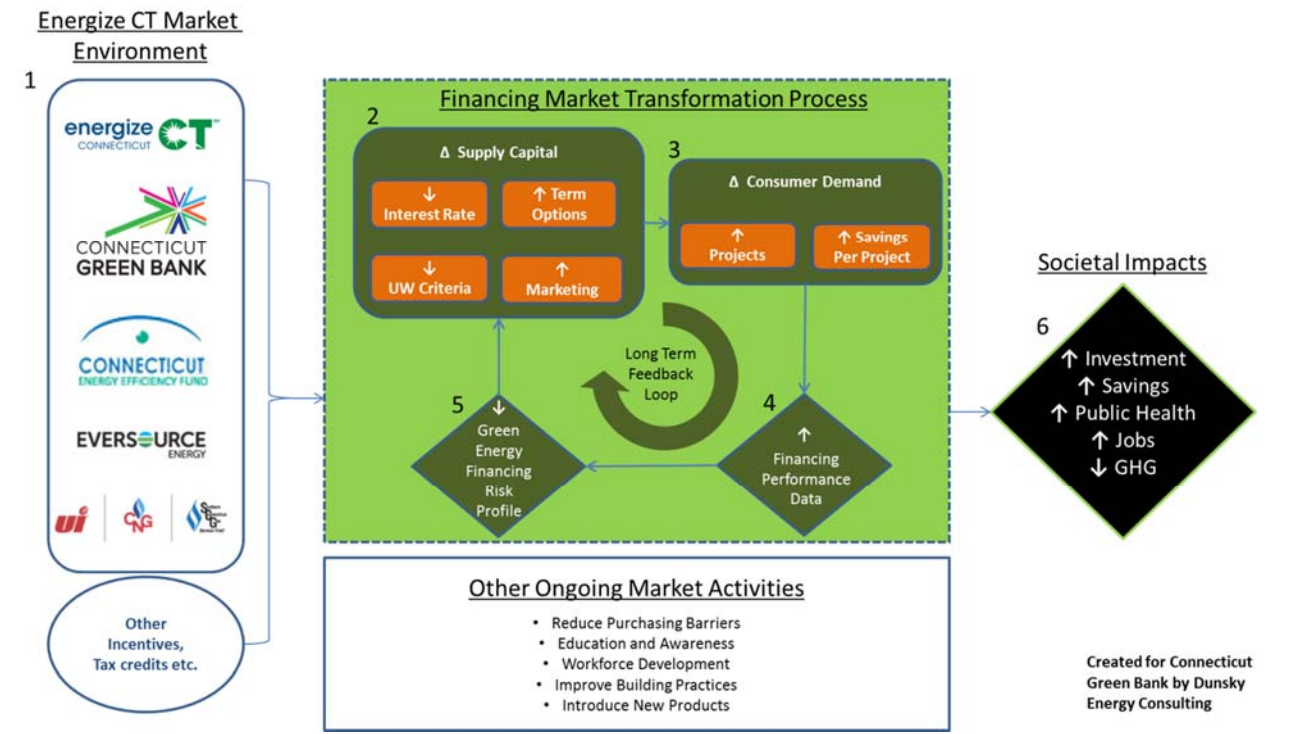 Energize CT Market
Environment
1
energize CT
CONNECTICUT
CONNECTICUT
GREEN BANK
CONNECTICUT
ENERGY EFFICIENCY FUND
EVERSOURCE
ENERGY
ui
CNG
Other
Incentives,
Tax credits etc.
Financing Market Transformation Process
2
Δ Supply Capital
↓
Interest Rate
↑ Term
Options
↓
UW Criteria
↑
Marketing
3
Δ Consumer Demand
↑
Projects
↑ Savings
Per Project
Long Term
Feedback
Loop
4
↑
Financing
Performance
Data
5
↓
Green
Energy
Financing
Risk
Profile
Other Ongoing Market Activities
• Reduce Purchasing Barriers
• Education and Awareness
• Workforce Development
• Improve Building Practices
• Introduce New Products
Societal Impacts
6
↑ Investment
↑ Savings
↑ Public Health
↑ Jobs
↓ GHG
Created for Connecticut
Green Bank by Dunsky
Energy Consulting